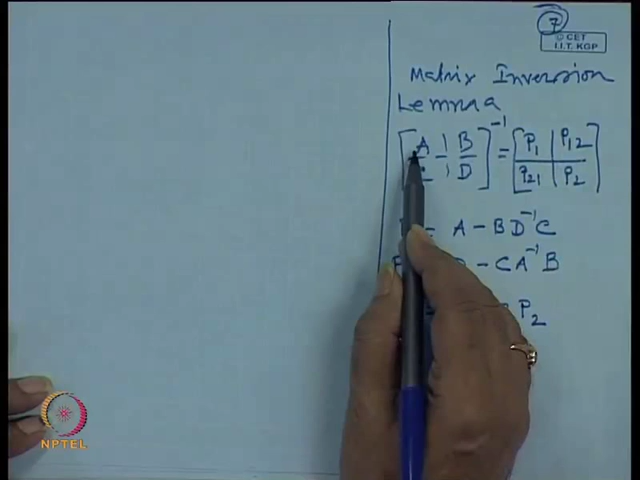 7
© CET
I.I.T. KGP
Matrix Inversion
Lemma
[A | B]⁻¹ = [P₁ | P₁₂]
[ | D] [P₂₁ | P₂]
= A - BD⁻¹C
- CA⁻¹B
P₂
NPTEL